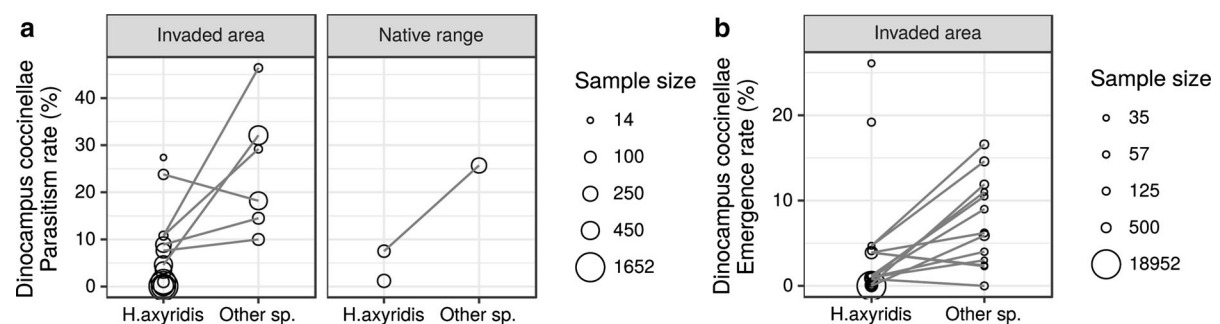 a
Invaded area
Native range
Dinocampus coccinellae
Parasitism rate (%)
40
30
20
10
0
H.axyridis
Other sp.
H.axyridis
Other sp.
Sample size
14
100
250
450
1652
b
Invaded area
Dinocampus coccinellae
Emergence rate (%)
20
10
0
H.axyridis
Other sp.
Sample size
35
57
125
500
18952